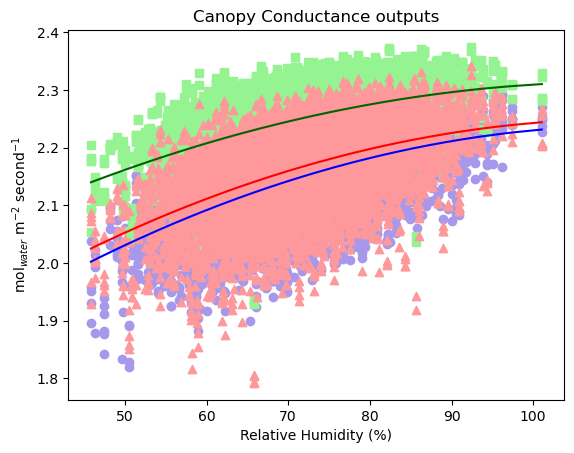 Canopy Conductance outputs
mol_water m⁻² second⁻¹
2.4
2.3
2.2
2.1
2.0
1.9
1.8
50 60 70 80 90 100
Relative Humidity (%)